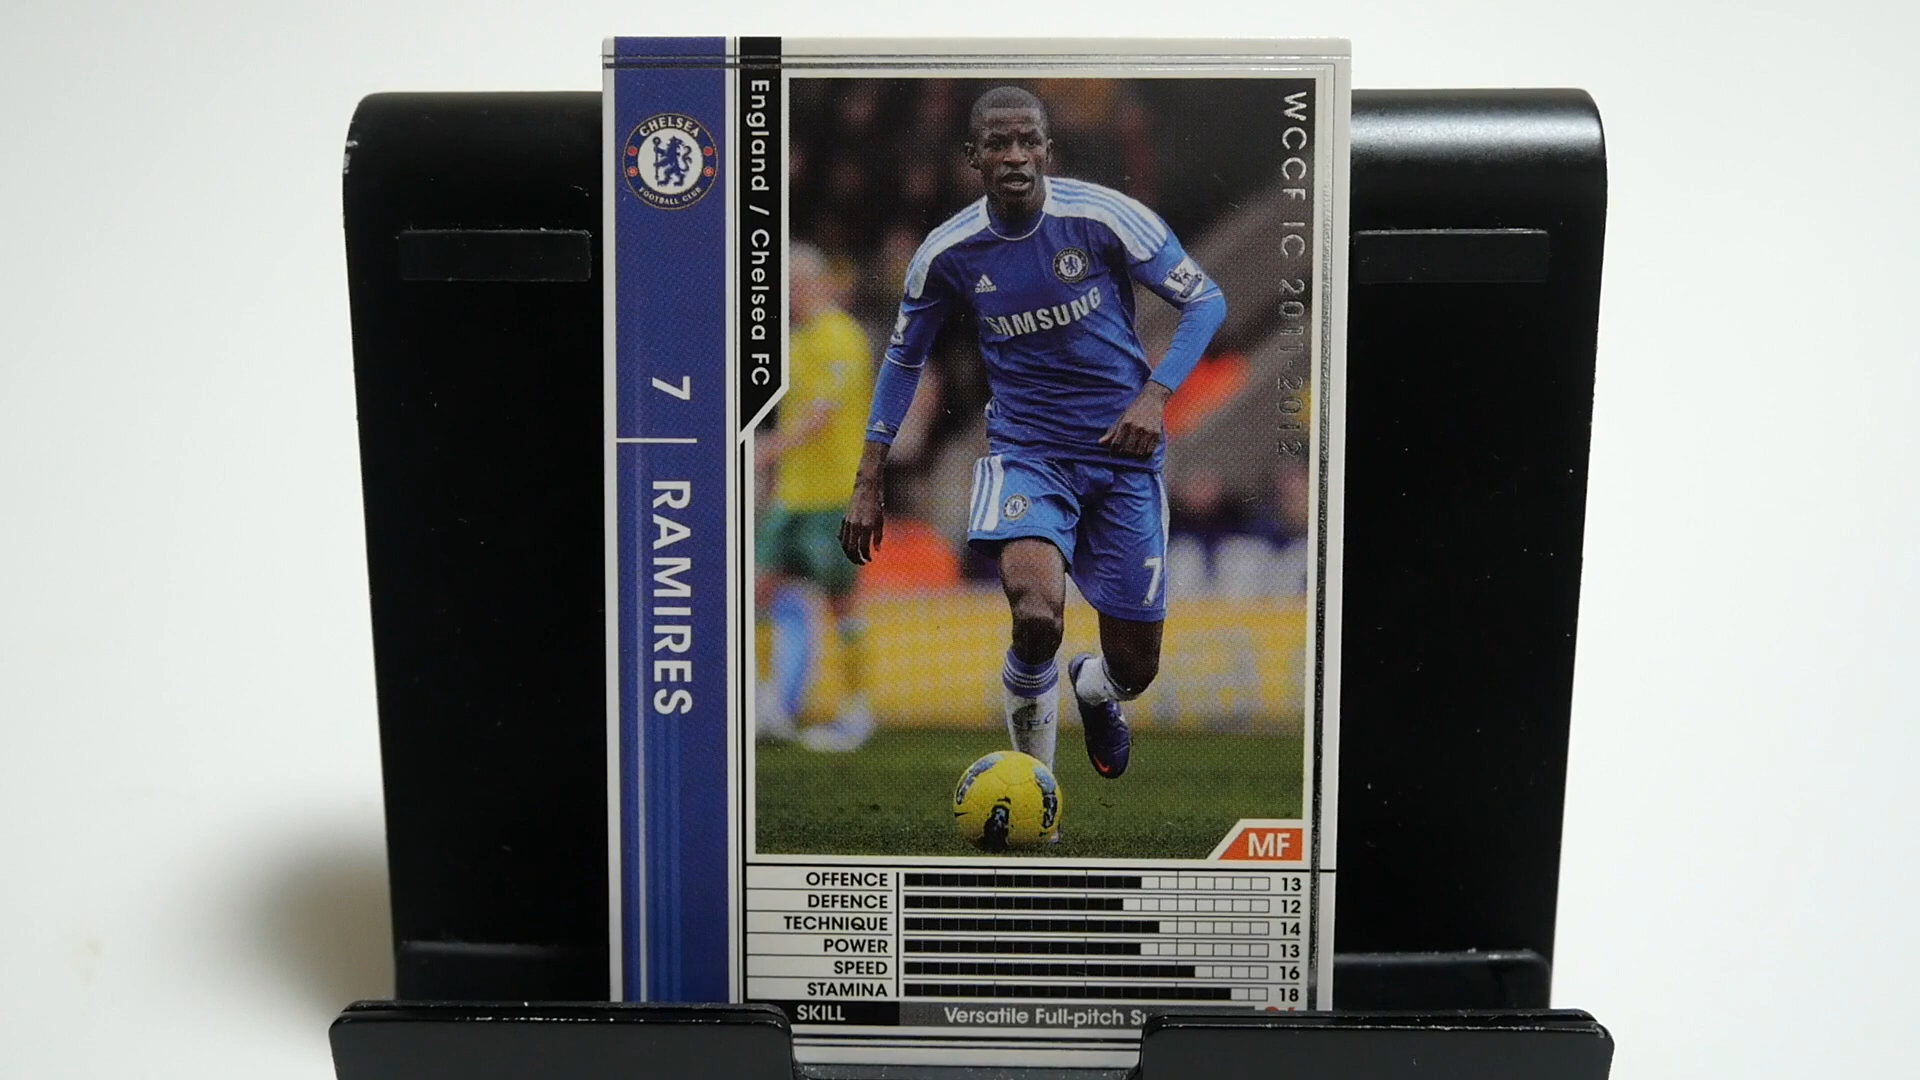 CHELSEA
FOOTBALL CLUB
7
RAMIRES
England / Chelsea FC
WCCF IC 2011-2012
adidas
SAMSUNG
7
MF
OFFENCE 13
DEFENCE 12
TECHNIQUE 14
POWER 13
SPEED 16
STAMINA 18
SKILL Versatile Full-pitch